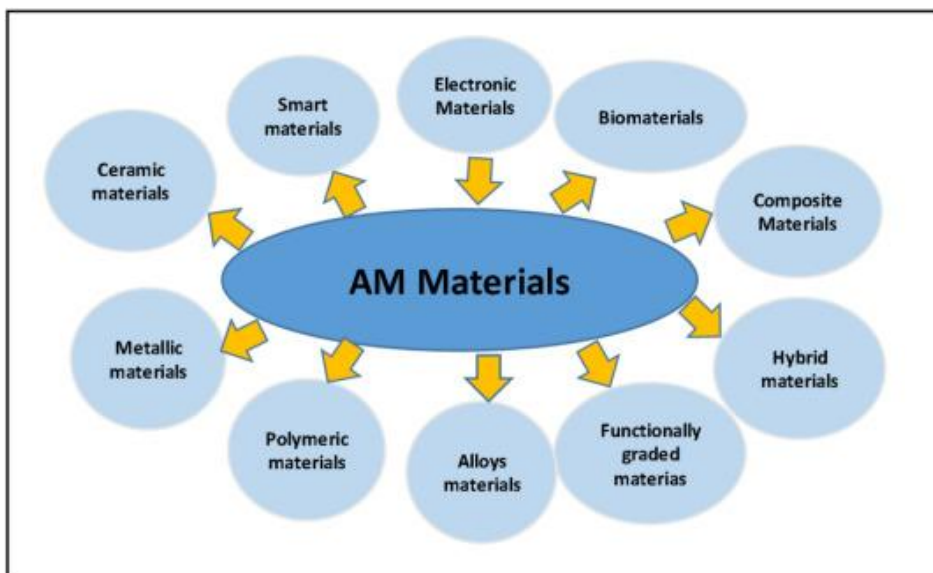 Electronic
Materials
Smart
materials
Biomaterials
Ceramic
materials
Composite
Materials
AM Materials
Metallic
materials
Hybrid
materials
Polymeric
materials
Alloys
materials
Functionally
graded
materias